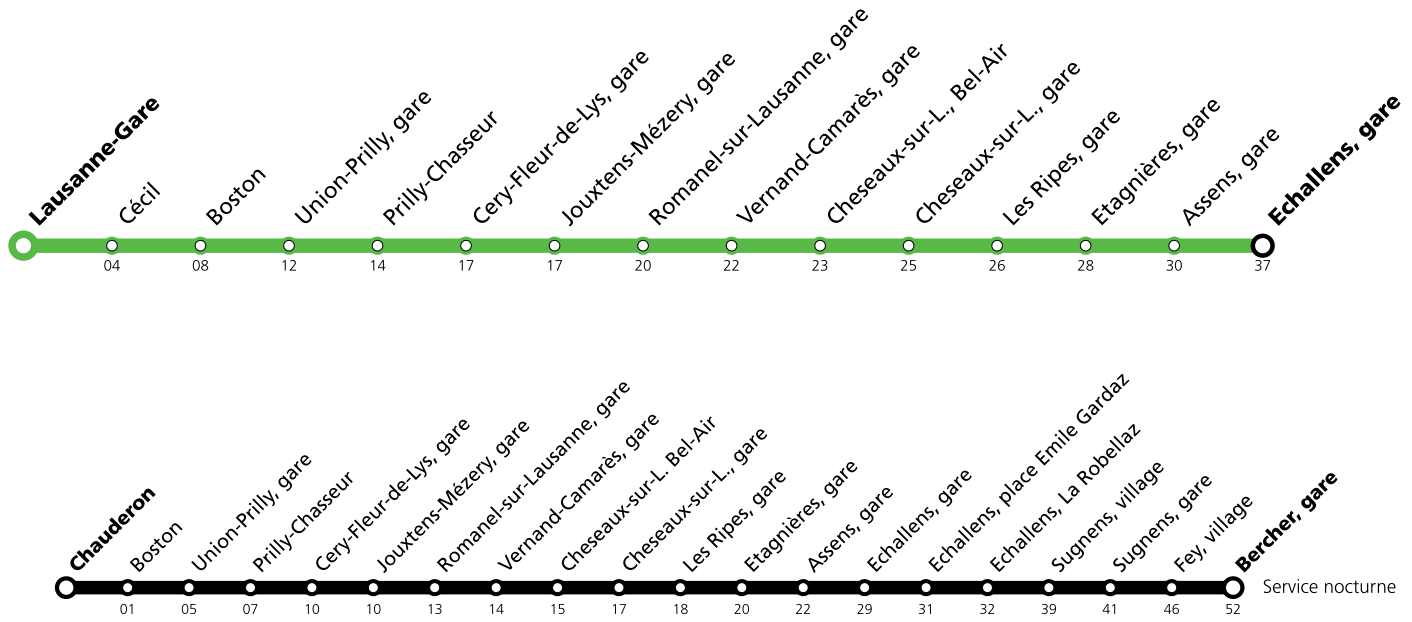 Lausanne-Gare
Cécil
Boston
Union-Prilly, gare
Prilly-Chasseur
Cery-Fleur-de-Lys, gare
Jouxtens-Mézery, gare
Romanel-sur-Lausanne, gare
Vernand-Camarès, gare
Cheseaux-sur-L., Bel-Air
Cheseaux-sur-L., gare
Les Ripes, gare
Etagnières, gare
Assens, gare
Echallens, gare
04 08 12 14 17 17 20 22 23 25 26 28 30 37
Chauderon
Boston
Union-Prilly, gare
Prilly-Chasseur
Cery-Fleur-de-Lys, gare
Jouxtens-Mézery, gare
Romanel-sur-Lausanne, gare
Vernand-Camarès, gare
Cheseaux-sur-L. Bel-Air
Cheseaux-sur-L., gare
Les Ripes, gare
Etagnières, gare
Assens, gare
Echallens, gare
Echallens, place Emile Gardaz
Echallens, La Robellaz
Sugnens, village
Sugnens, gare
Fey, village
Bercher, gare
Service nocturne
01 05 07 10 10 13 14 15 17 18 20 22 29 31 32 39 41 46 52